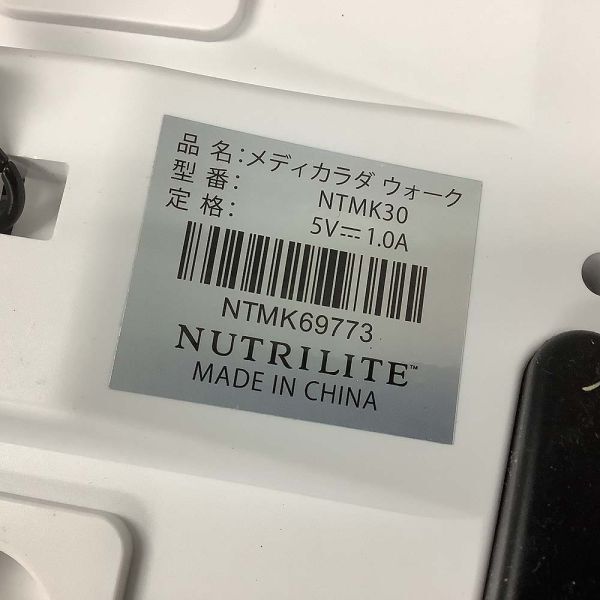 品 名:メディカラダ ウォーク
型 番: NTMK30
定 格: 5V⎓1.0A
NTMK69773
NUTRILITE™
MADE IN CHINA